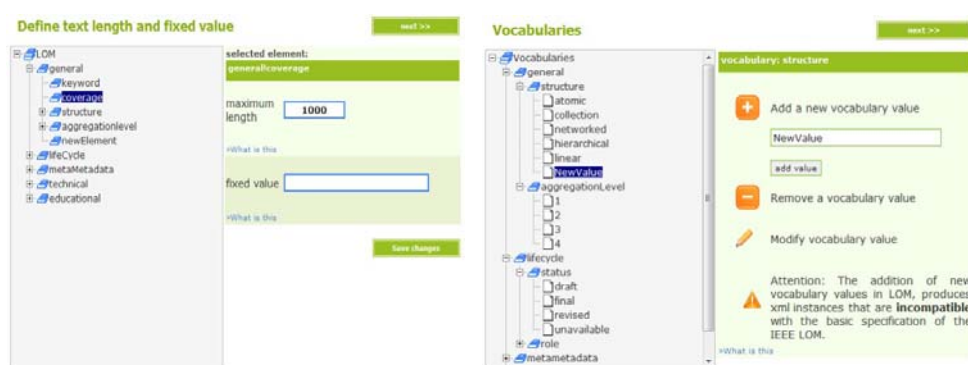 Define text length and fixed value
next >>
LOM
general
keyword
coverage
structure
aggregationlevel
newElement
lifeCycle
metaMetadata
technical
educational
selected element:
general/coverage
maximum
length
1000
»What is this
fixed value
»What is this
Save changes
Vocabularies
next >>
Vocabularies
general
structure
atomic
collection
networked
hierarchical
linear
NewValue
aggregationLevel
1
2
3
4
lifecycle
status
draft
final
revised
unavailable
role
metametadata
vocabulary: structure
Add a new vocabulary value
NewValue
add value
Remove a vocabulary value
Modify vocabulary value
Attention: The addition of new
vocabulary values in LOM, produces
xml instances that are incompatible
with the basic specification of the
IEEE LOM.
»What is this